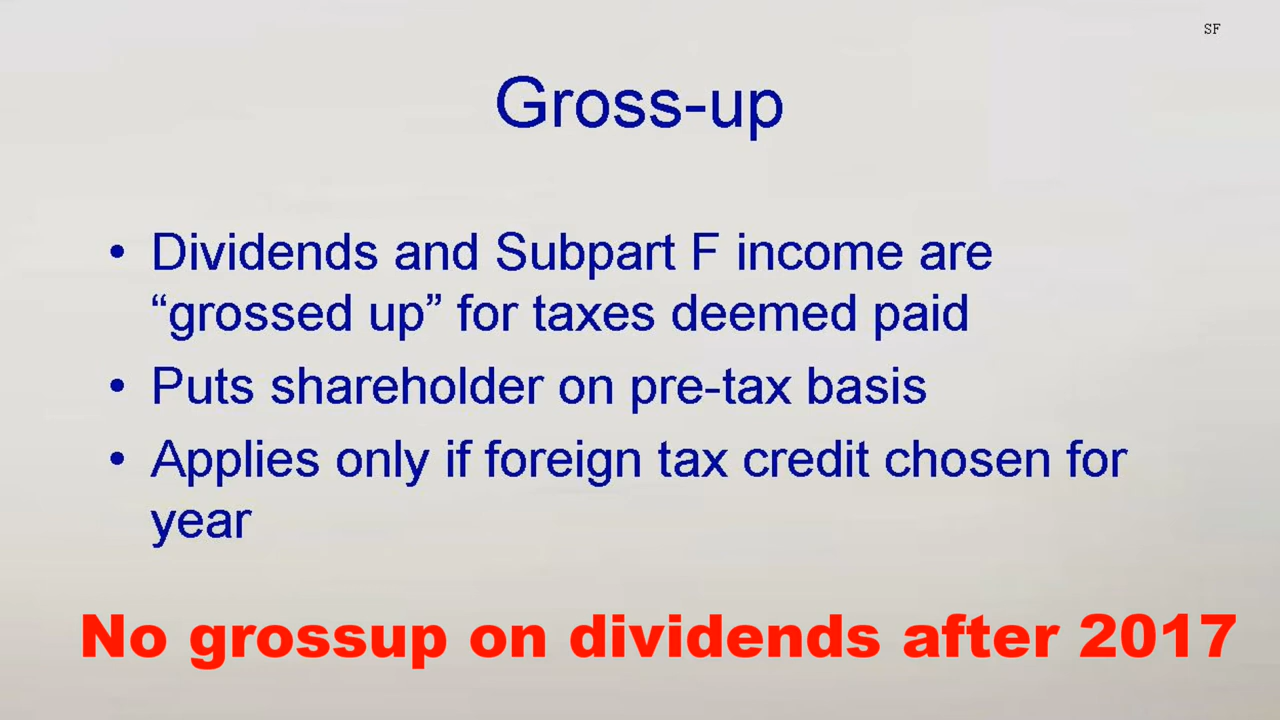 SF
Gross-up
• Dividends and Subpart F income are
“grossed up” for taxes deemed paid
• Puts shareholder on pre-tax basis
• Applies only if foreign tax credit chosen for
year
No grossup on dividends after 2017